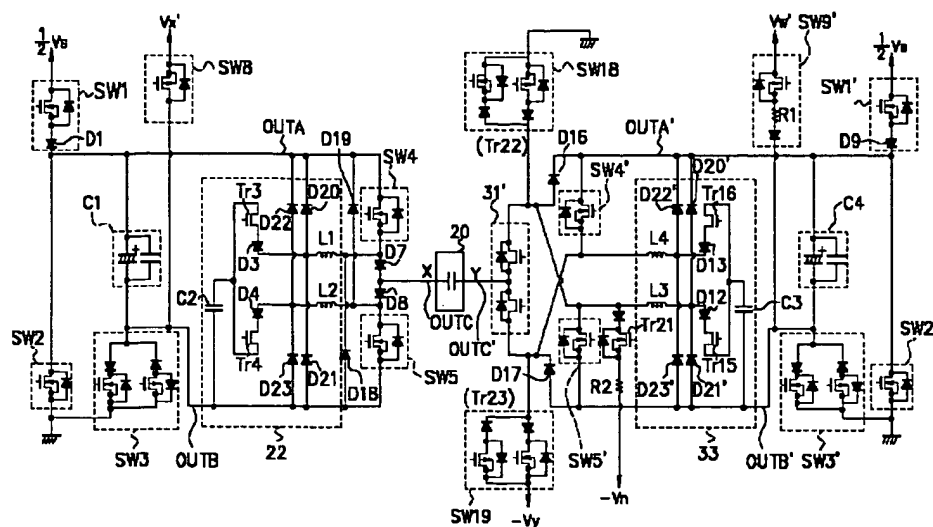 1/2 Vs
Vx'
SW8
SW1
D1
OUTA
D19
SW4
C1
Tr3
D20
D22
D3
L1
D7
X
20
Y
C2
D4
L2
D8
OUTC
OUTC'
SW2
Tr4
D23
D21
D18
SW5
SW3
OUTB
22
SW18
(Tr22)
D16
OUTA'
SW4'
31'
D22'
D20'
Tr16
L4
D13
L3
D12
C3
Tr21
D17
(Tr23)
R2
D23'
D21'
Tr15
SW5'
33
SW19
-Vy
-Vn
Vw'
SW9'
R1
1/2 Vs
SW1'
D9
C4
SW2
OUTB'
SW3'